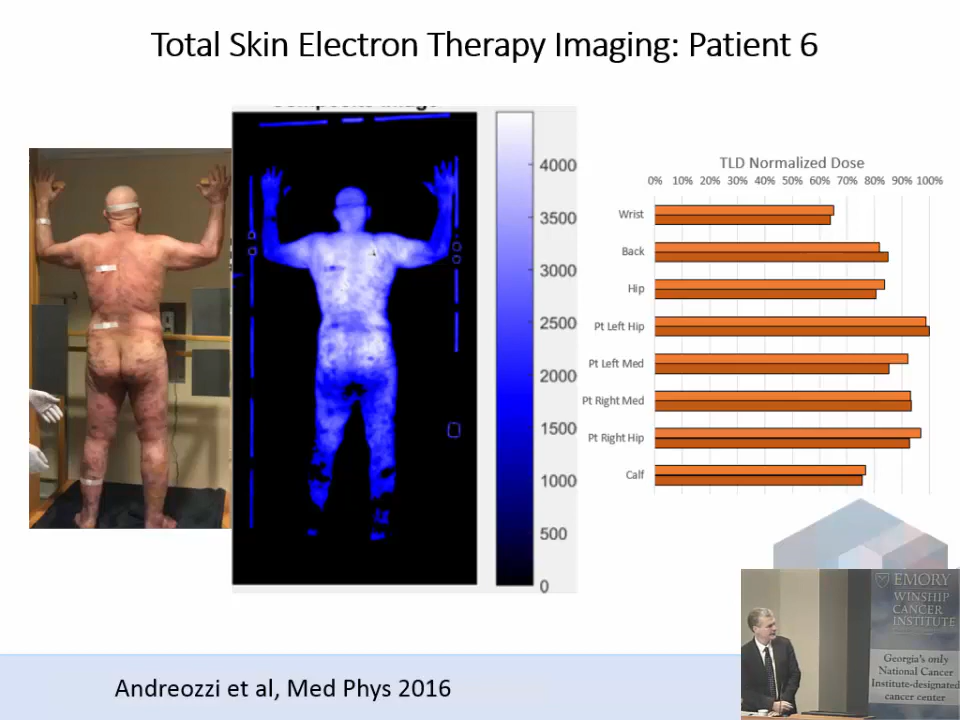 Total Skin Electron Therapy Imaging: Patient 6
Composite Image
4000
3500
3000
2500
2000
1500
1000
500
0
TLD Normalized Dose
0% 10% 20% 30% 40% 50% 60% 70% 80% 90% 100%
Wrist
Back
Hip
Pt Left Hip
Pt Left Med
Pt Right Med
Pt Right Hip
Calf
EMORY
WINSHIP
CANCER
INSTITUTE
Georgia's only
National Cancer
Institute-designated
cancer center
Andreozzi et al, Med Phys 2016